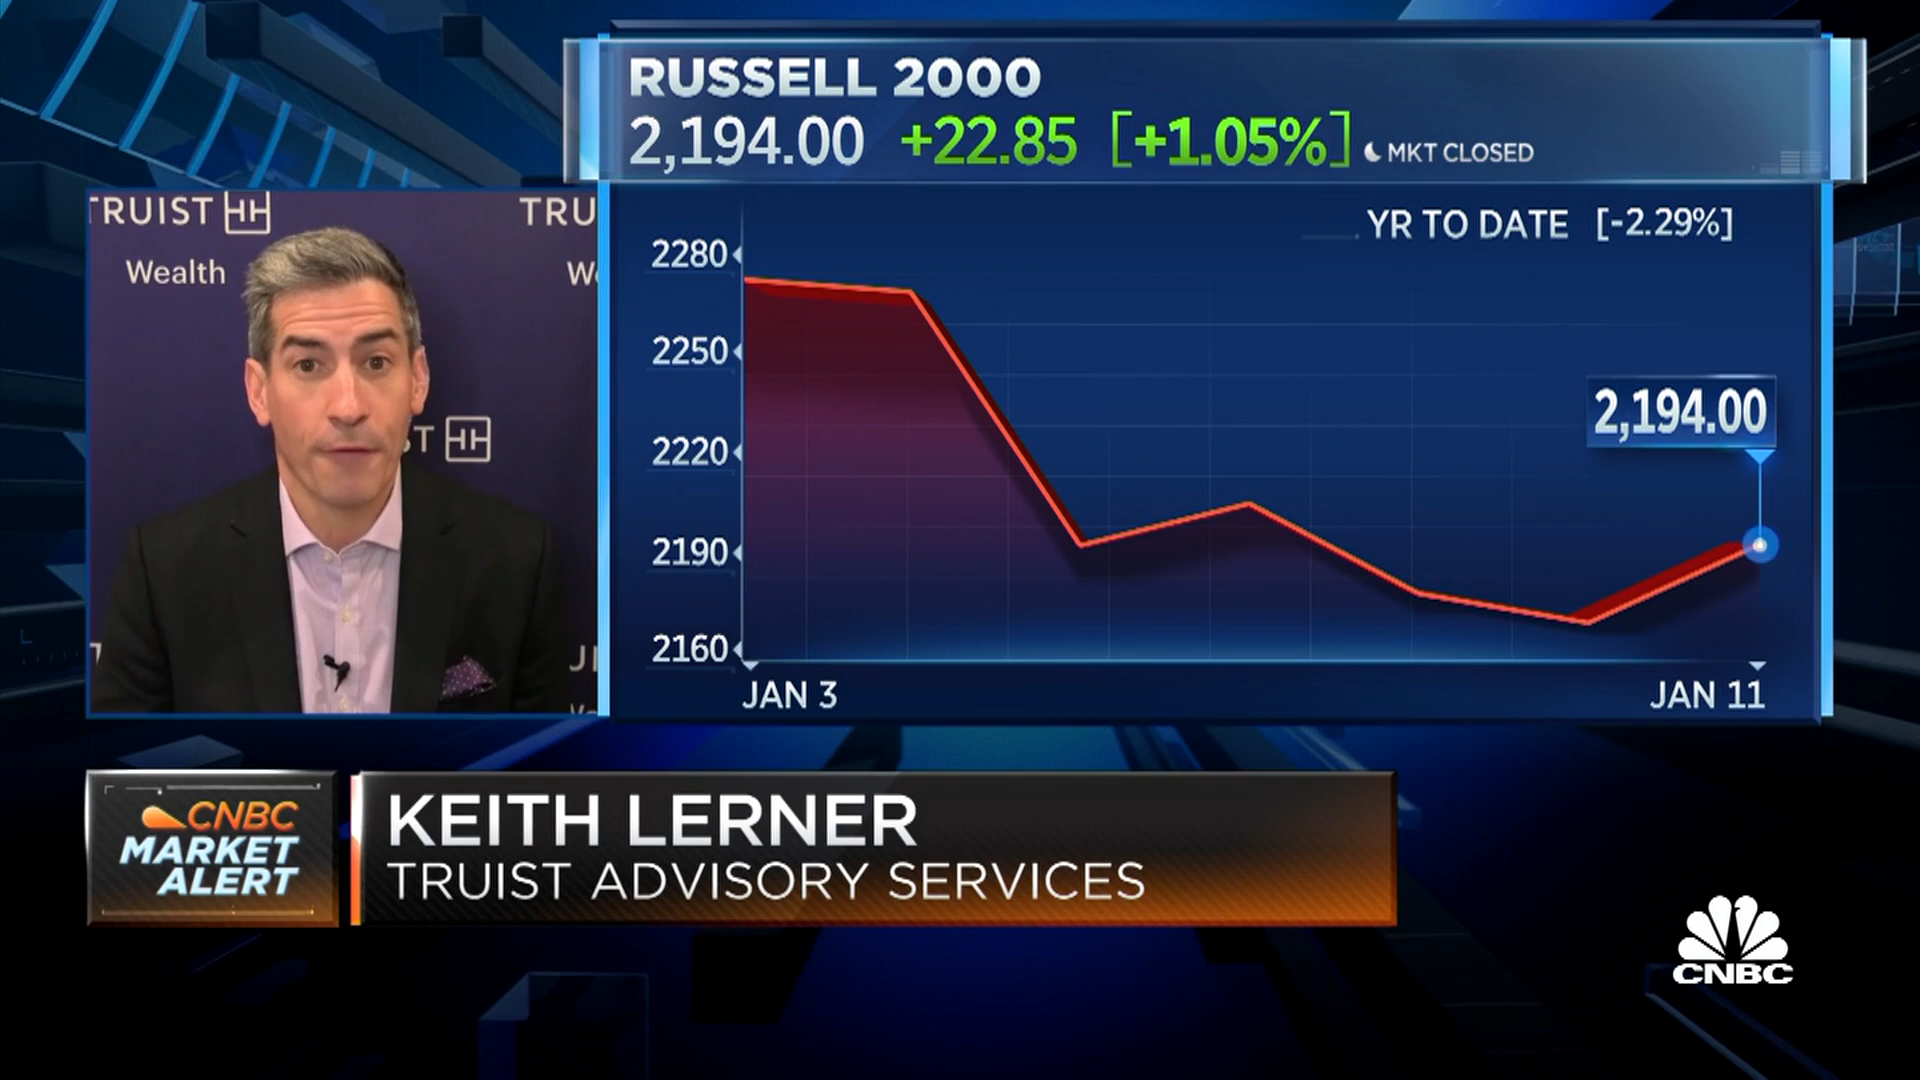 RUSSELL 2000
2,194.00 +22.85 [+1.05%] MKT CLOSED
YR TO DATE [-2.29%]
2280
2250
2220
2190
2160
2,194.00
JAN 3
JAN 11
TRUIST
Wealth
CNBC
MARKET
ALERT
KEITH LERNER
TRUIST ADVISORY SERVICES
CNBC